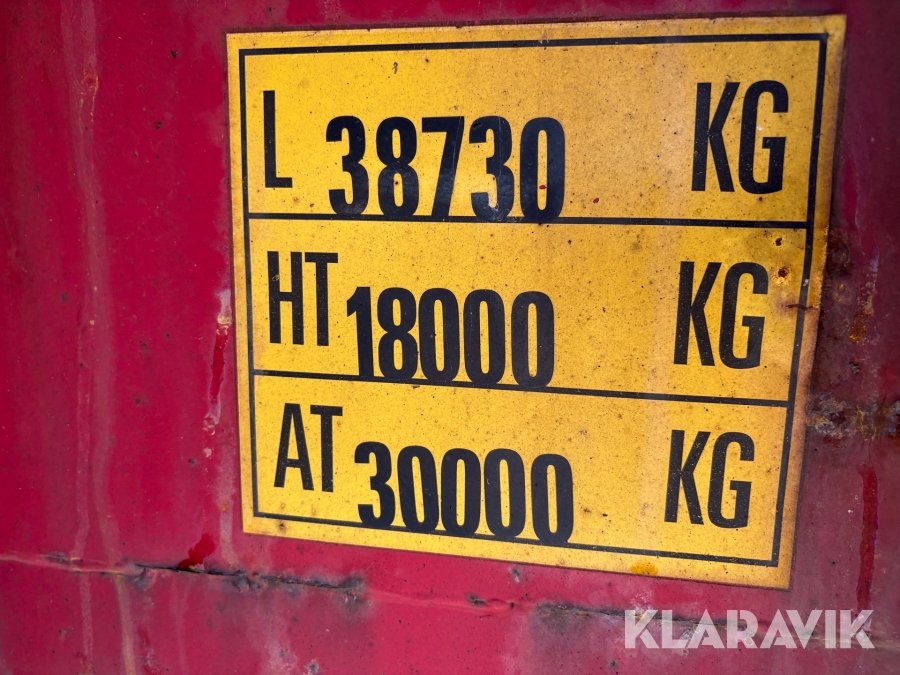 L 38730 KG
HT 18000 KG
AT 30000 KG
KLARAVIK